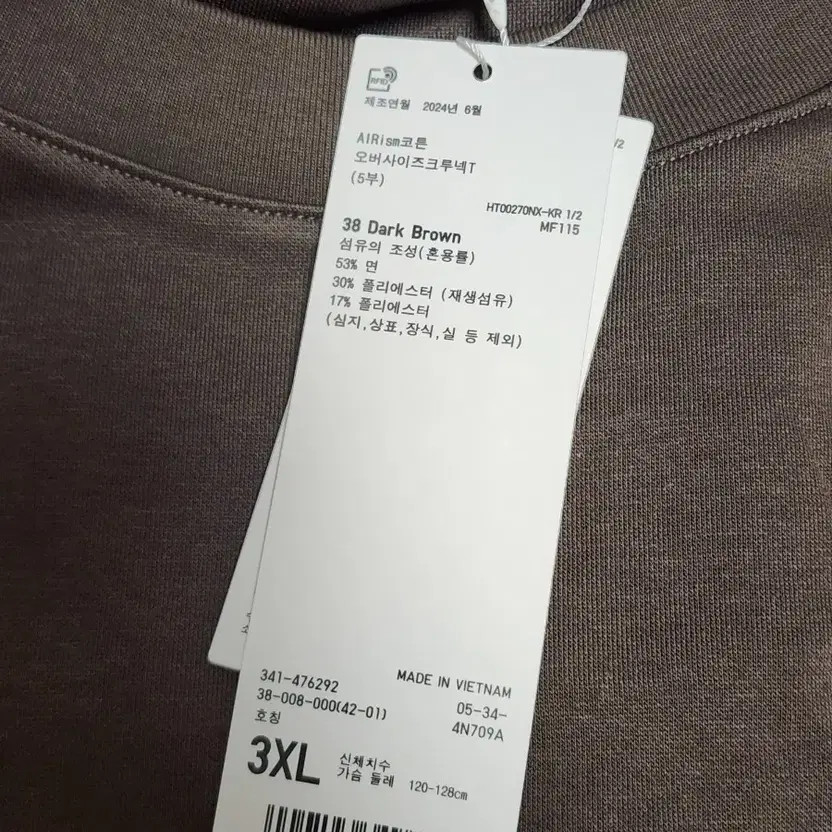 RFID
제조연월 2024년 6월
AIRism코튼
오버사이즈크루넥T
(5부)
HT00270NX-KR 1/2
MF115
38 Dark Brown
섬유의 조성(혼용률)
53% 면
30% 폴리에스터 (재생섬유)
17% 폴리에스터
(심지,상표,장식,실 등 제외)
/2
341-476292
MADE IN VIETNAM
38-008-000(42-01)
05-34-
4N709A
호칭
3XL
신체치수
가슴 둘레 120-128cm